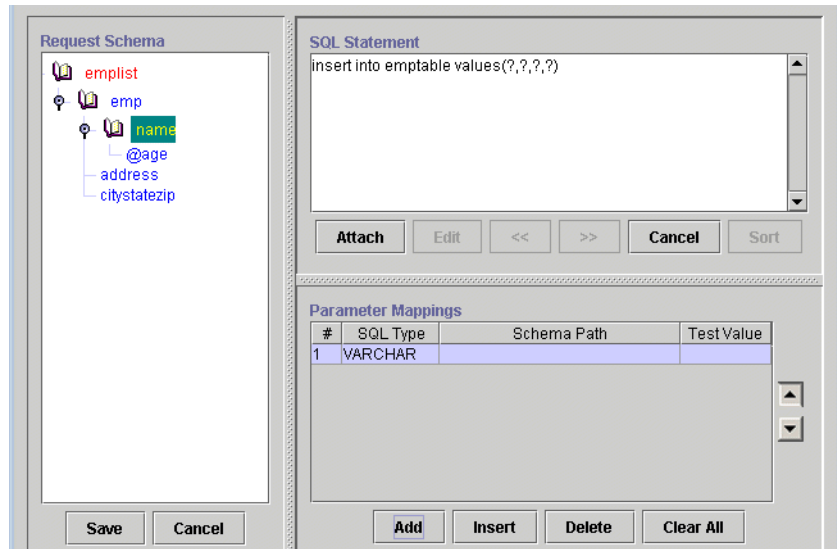 Request Schema
emplist
emp
name
@age
address
citystatezip
Save Cancel
SQL Statement
insert into emptable values(?,?,?,?)
Attach Edit << >> Cancel Sort
Parameter Mappings
# SQL Type Schema Path Test Value
1 VARCHAR
Add Insert Delete Clear All